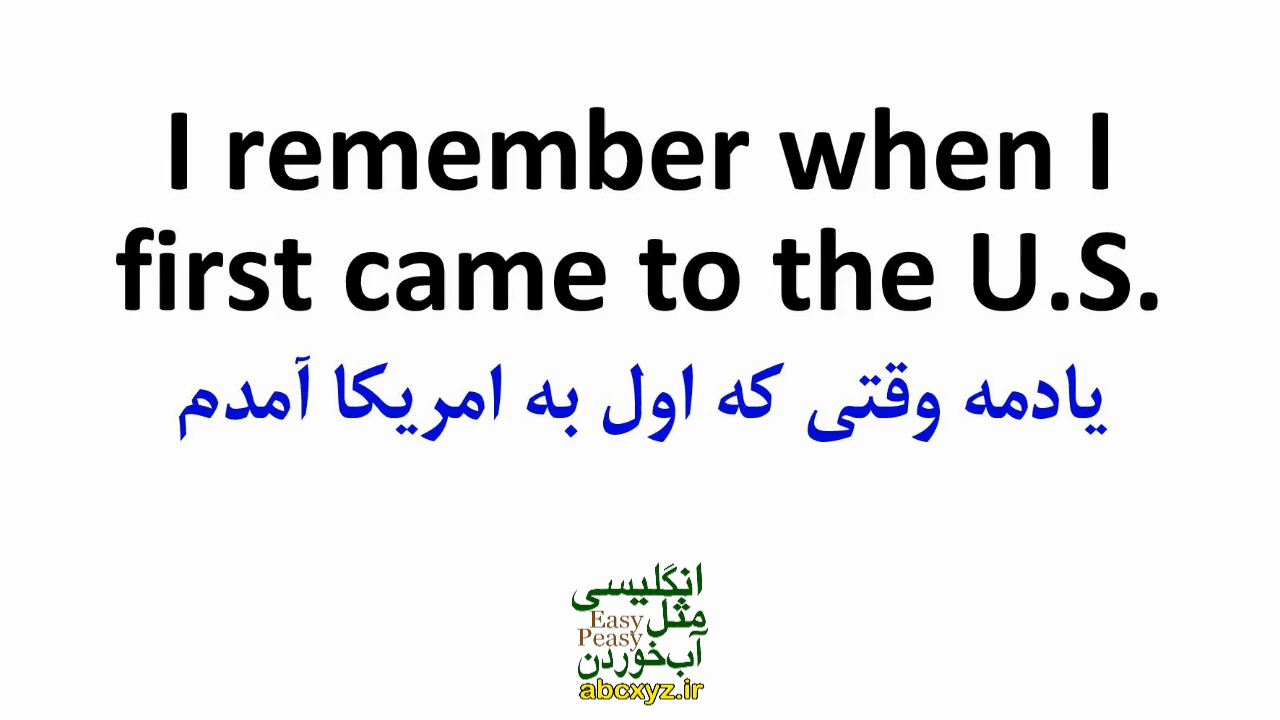 I remember when I
first came to the U.S.
یادمه وقتی که اول به امریکا آمدم
انگلیسی
مثل
Easy
Peasy
آب‌خوردن
abcxyz.ir